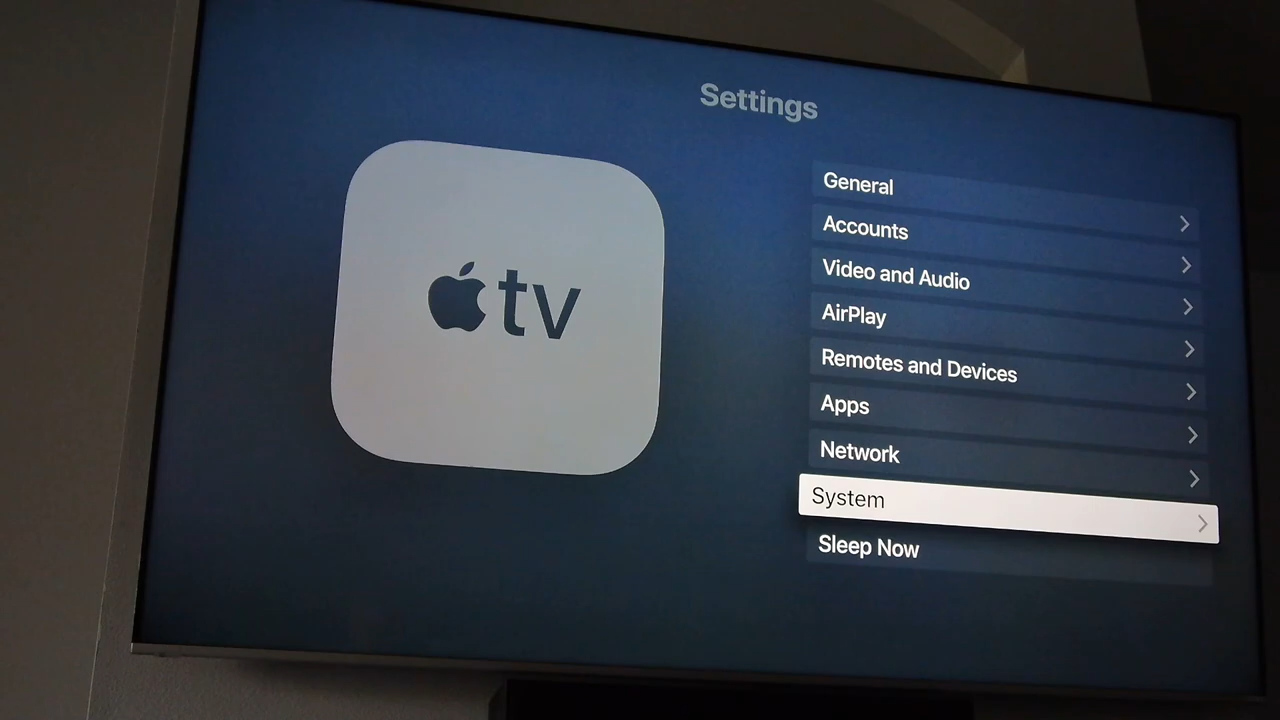 Settings
tv
General
Accounts
Video and Audio
AirPlay
Remotes and Devices
Apps
Network
System
Sleep Now